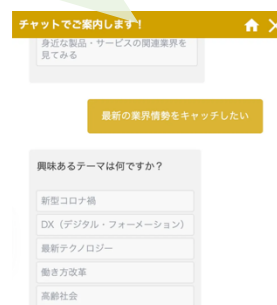 チャットでご案内します!
身近な製品・サービスの関連業界を
見てみる
最新の業界情勢をキャッチしたい
興味あるテーマは何ですか？
新型コロナ禍
DX（デジタル・フォーメーション）
最新テクノロジー
働き方改革
高齢社会